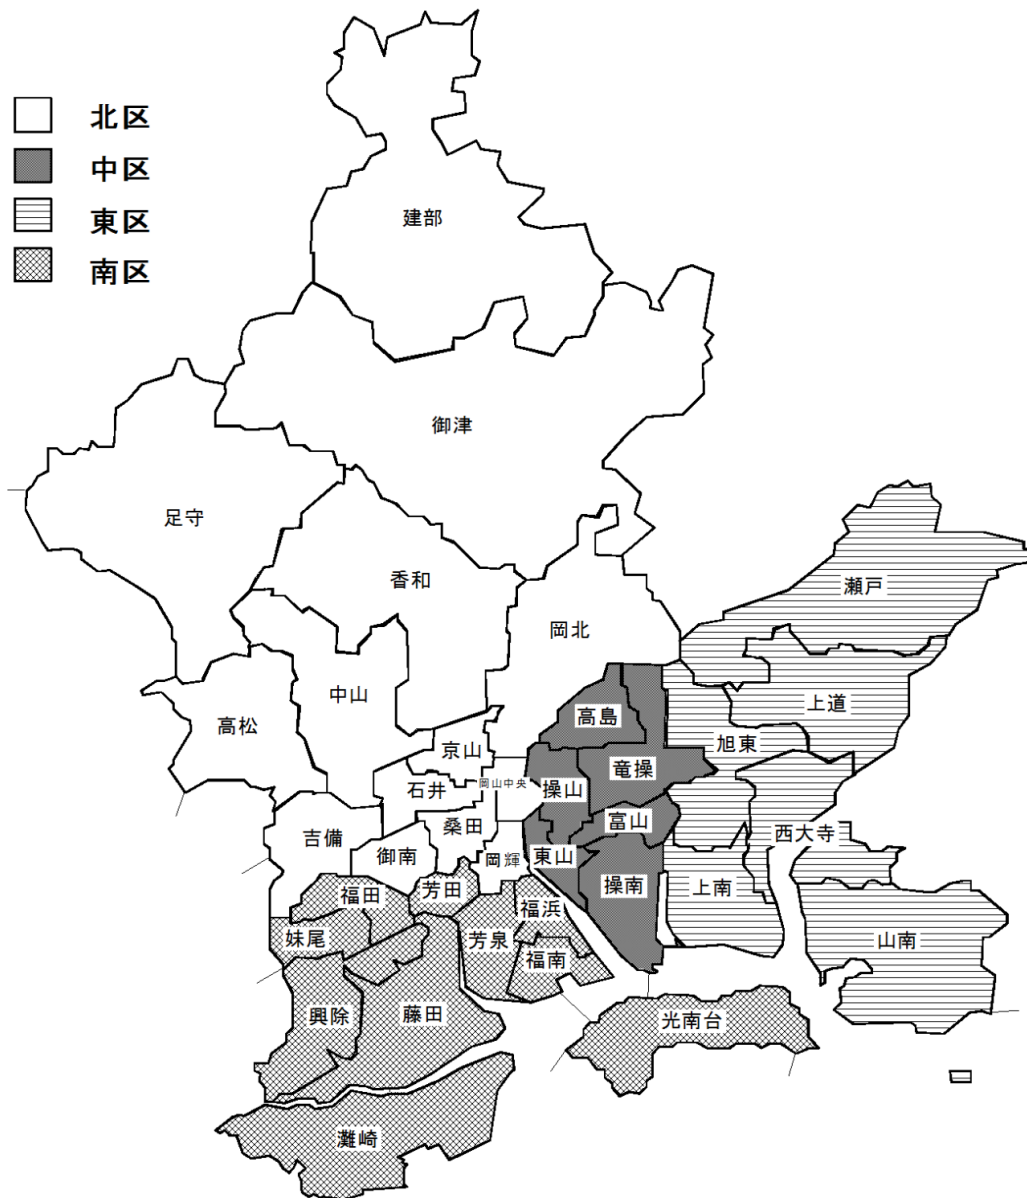 北区
中区
東区
南区
建部
御津
足守
香和
瀬戸
岡北
中山
上道
高松
高島
旭東
京山
竜操
石井
岡山中央
操山
桑田
富山
吉備
西大寺
御南
岡輝
東山
福田
芳田
操南
上南
福浜
妹尾
芳泉
山南
福南
興除
藤田
光南台
灘崎